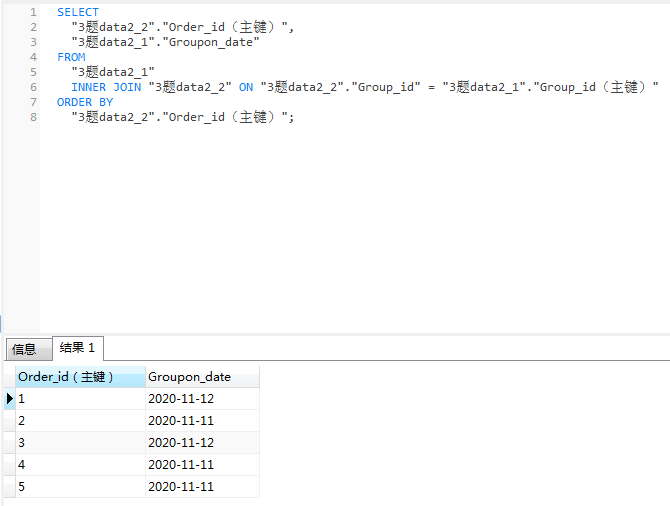 1 SELECT
2 "3题data2_2"."Order_id（主键）",
3 "3题data2_1"."Groupon_date"
4 FROM
5 "3题data2_1"
6 INNER JOIN "3题data2_2" ON "3题data2_2"."Group_id" = "3题data2_1"."Group_id（主键）"
7 ORDER BY
8 "3题data2_2"."Order_id（主键）";
信息 结果 1
Order_id（主键） Groupon_date
1 2020-11-12
2 2020-11-11
3 2020-11-12
4 2020-11-11
5 2020-11-11